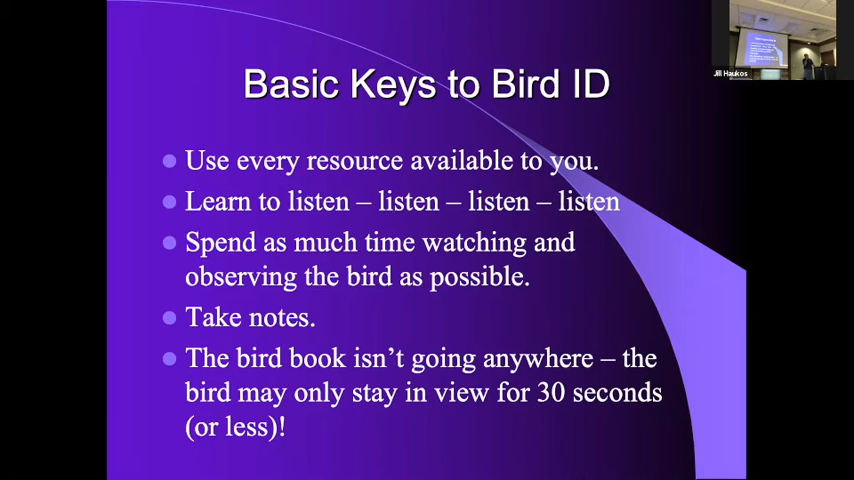 Basic Keys to Bird ID
Jill Haukos
Use every resource available to you.
Learn to listen – listen – listen – listen
Spend as much time watching and
observing the bird as possible.
Take notes.
The bird book isn’t going anywhere – the
bird may only stay in view for 30 seconds
(or less)!